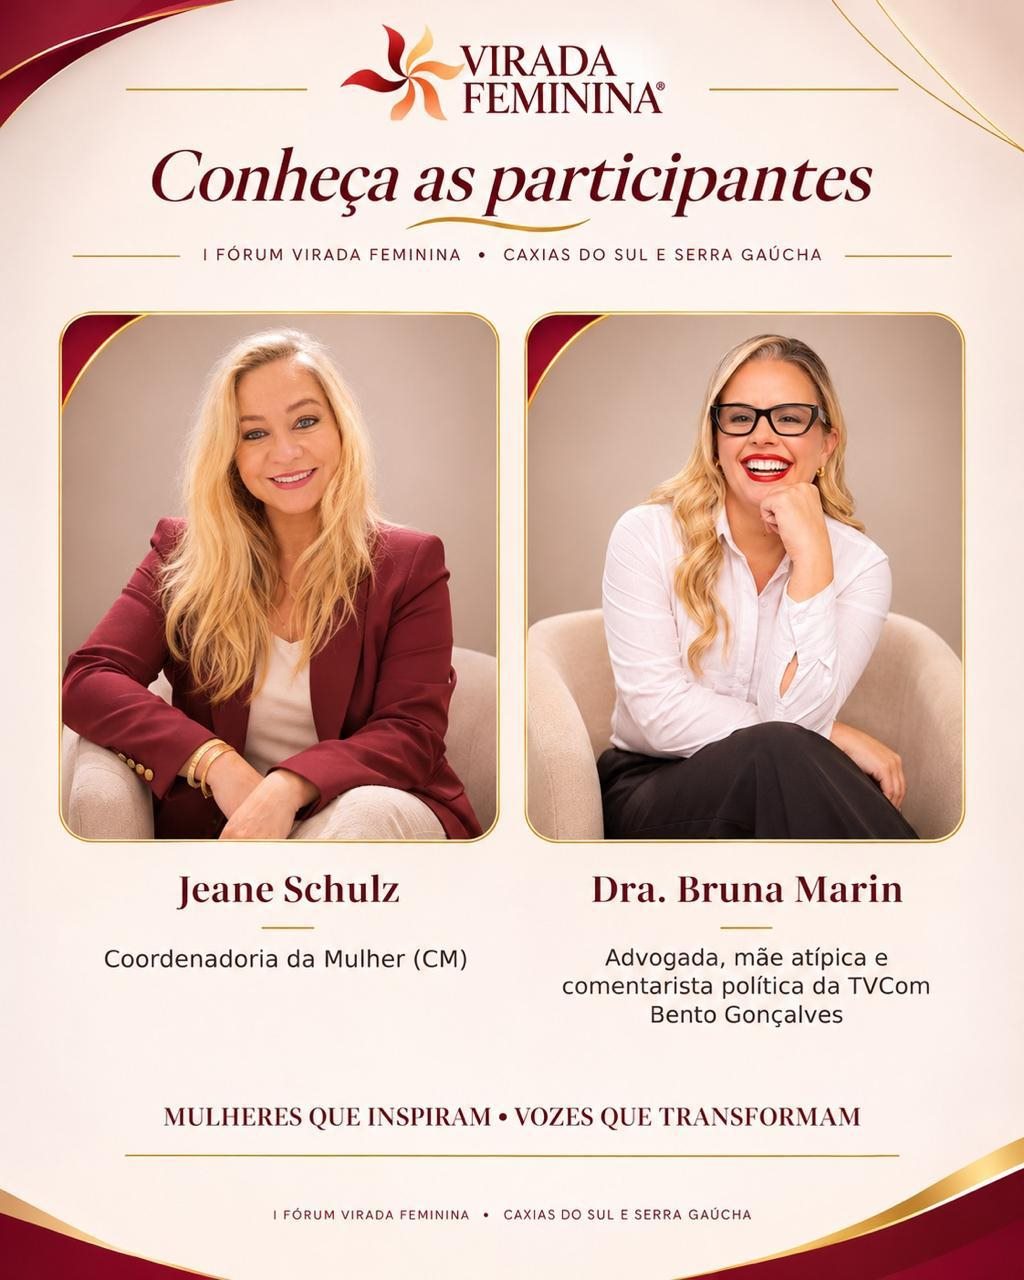 VIRADA
FEMININA®
Conheça as participantes
I FÓRUM VIRADA FEMININA • CAXIAS DO SUL E SERRA GAÚCHA
Jeane Schulz
Coordenadoria da Mulher (CM)
Dra. Bruna Marin
Advogada, mãe atípica e
comentarista política da TVCom
Bento Gonçalves
MULHERES QUE INSPIRAM • VOZES QUE TRANSFORMAM
I FÓRUM VIRADA FEMININA • CAXIAS DO SUL E SERRA GAÚCHA